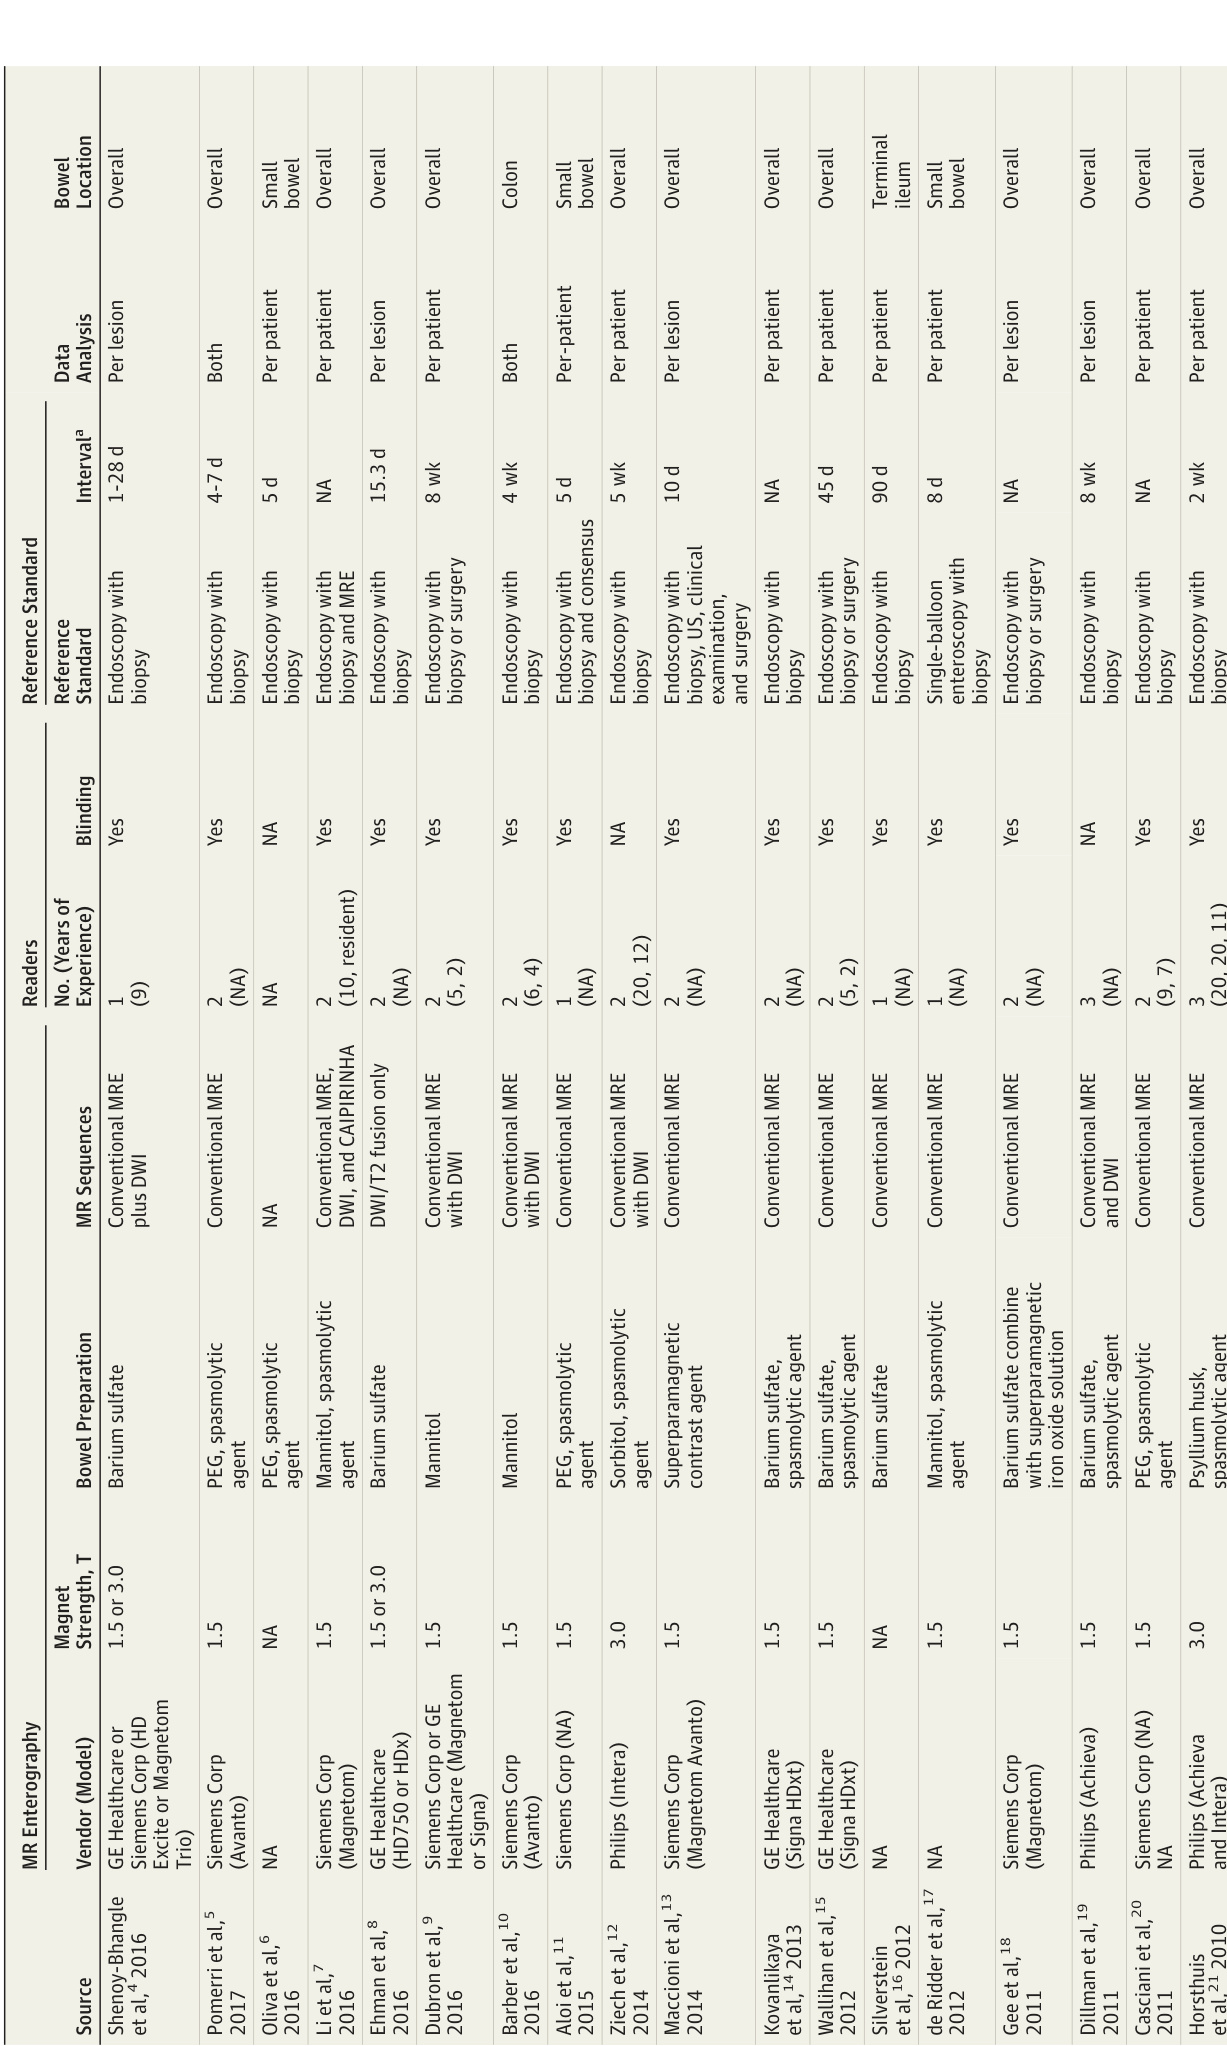 MR Enterography Readers Reference Standard
Source Vendor (Model) Magnet Strength, T Bowel Preparation MR Sequences No. (Years of Experience) Blinding Reference Standard Intervalᵃ Data Analysis Bowel Location
Shenoy-Bhangle GE Healthcare or 1.5 or 3.0 Barium sulfate Conventional MRE 1 Yes Endoscopy with 1-28 d Per lesion Overall
et al,⁴ 2016 Siemens Corp (HD plus DWI (9) biopsy
Excite or Magnetom
Trio)
Pomerri et al,⁵ Siemens Corp 1.5 PEG, spasmolytic Conventional MRE 2 Yes Endoscopy with 4-7 d Both Overall
2017 (Avanto) agent (NA) biopsy
Oliva et al,⁶ NA NA PEG, spasmolytic NA NA NA Endoscopy with 5 d Per patient Small
2016 agent biopsy bowel
Li et al,⁷ Siemens Corp 1.5 Mannitol, spasmolytic Conventional MRE, 2 Yes Endoscopy with NA Per patient Overall
2016 (Magnetom) agent DWI, and CAIPIRINHA (10, resident) biopsy and MRE
Ehman et al,⁸ GE Healthcare 1.5 or 3.0 Barium sulfate DWI/T2 fusion only 2 Yes Endoscopy with 15.3 d Per lesion Overall
2016 (HD750 or HDx) (NA) biopsy
Dubron et al,⁹ Siemens Corp or GE 1.5 Mannitol Conventional MRE 2 Yes Endoscopy with 8 wk Per patient Overall
2016 Healthcare (Magnetom with DWI (5, 2) biopsy or surgery
or Signa)
Barber et al,¹⁰ Siemens Corp 1.5 Mannitol Conventional MRE 2 Yes Endoscopy with 4 wk Both Colon
2016 (Avanto) with DWI (6, 4) biopsy
Aloi et al,¹¹ Siemens Corp (NA) 1.5 PEG, spasmolytic Conventional MRE 1 Yes Endoscopy with 5 d Per-patient Small
2015 agent (NA) biopsy and consensus bowel
Ziech et al,¹² Philips (Intera) 3.0 Sorbitol, spasmolytic Conventional MRE 2 NA Endoscopy with 5 wk Per patient Overall
2014 agent with DWI (20, 12) biopsy
Maccioni et al,¹³ Siemens Corp 1.5 Superparamagnetic Conventional MRE 2 Yes Endoscopy with 10 d Per lesion Overall
2014 (Magnetom Avanto) contrast agent (NA) biopsy, US, clinical
examination,
and surgery
Kovanlikaya GE Healthcare 1.5 Barium sulfate, Conventional MRE 2 Yes Endoscopy with NA Per patient Overall
et al,¹⁴ 2013 (Signa HDxt) spasmolytic agent (NA) biopsy
Wallihan et al,¹⁵ GE Healthcare 1.5 Barium sulfate, Conventional MRE 2 Yes Endoscopy with 45 d Per patient Overall
2012 (Signa HDxt) spasmolytic agent (5, 2) biopsy or surgery
Silverstein NA NA Barium sulfate Conventional MRE 1 Yes Endoscopy with 90 d Per patient Terminal
et al,¹⁶ 2012 (NA) biopsy ileum
de Ridder et al,¹⁷ NA 1.5 Mannitol, spasmolytic Conventional MRE 1 Yes Single-balloon 8 d Per patient Small
2012 agent (NA) enteroscopy with bowel
biopsy
Gee et al,¹⁸ Siemens Corp 1.5 Barium sulfate combine Conventional MRE 2 Yes Endoscopy with NA Per lesion Overall
2011 (Magnetom) with superparamagnetic (NA) biopsy or surgery
iron oxide solution
Dillman et al,¹⁹ Philips (Achieva) 1.5 Barium sulfate, Conventional MRE 3 NA Endoscopy with 8 wk Per lesion Overall
2011 spasmolytic agent and DWI (NA) biopsy
Casciani et al,²⁰ Siemens Corp (NA) 1.5 PEG, spasmolytic Conventional MRE 2 Yes Endoscopy with NA Per patient Overall
2011 NA agent (9, 7) biopsy
Horsthuis Philips (Achieva 3.0 Psyllium husk, Conventional MRE 3 Yes Endoscopy with 2 wk Per patient Overall
et al,²¹ 2010 and Intera) spasmolytic agent (20, 20, 11) biopsy